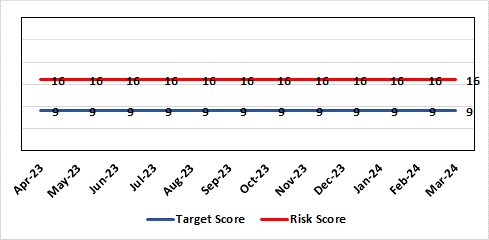 16 16 16 16 16 16 16 16 16 16 16 16
9 9 9 9 9 9 9 9 9 9 9 9
Apr-23 May-23 Jun-23 Jul-23 Aug-23 Sep-23 Oct-23 Nov-23 Dec-23 Jan-24 Feb-24 Mar-24
Target Score Risk Score